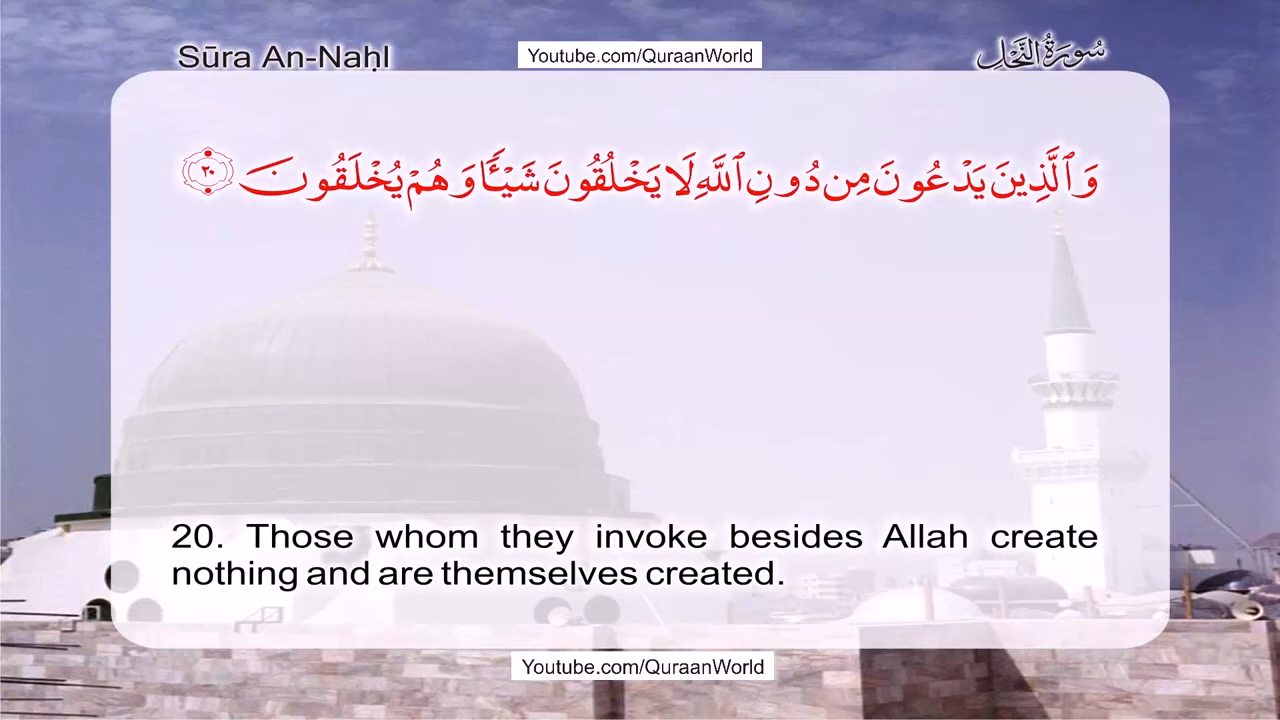 Sūra An-Naḥl
Youtube.com/QuraanWorld
سُورَةُ النَّحْلِ
وَٱلَّذِينَ يَدْعُونَ مِن دُونِ ٱللَّهِ لَا يَخْلُقُونَ شَيْـًٔا وَهُمْ يُخْلَقُونَ ٢٠
20. Those whom they invoke besides Allah create
nothing and are themselves created.
Youtube.com/QuraanWorld